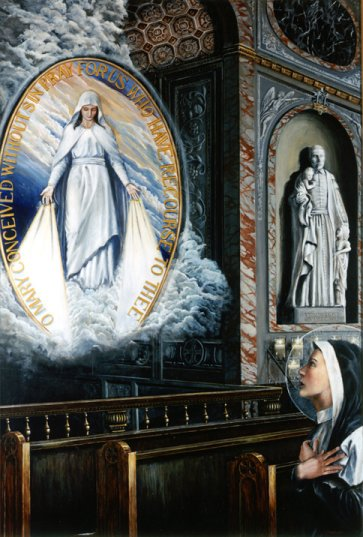 O MARY CONCEIVED WITHOUT SIN PRAY FOR US WHO HAVE RECOURSE TO THEE